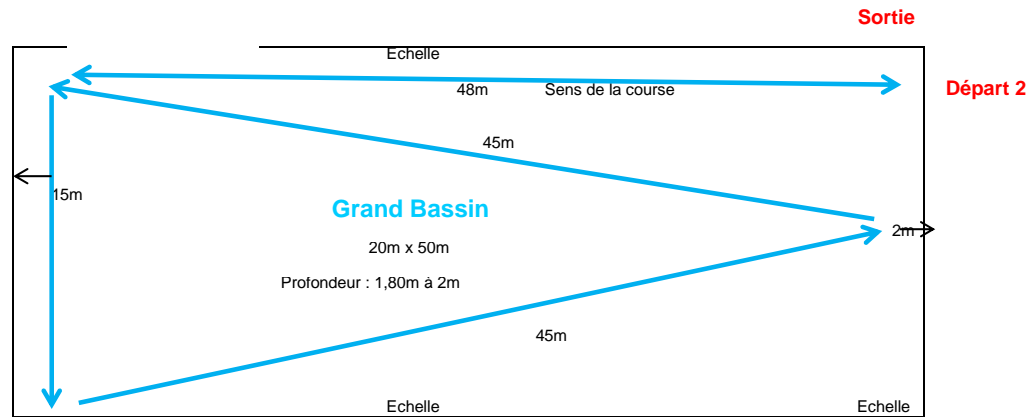 Sortie
Echelle
48m Sens de la course
Départ 2
45m
15m
Grand Bassin
2m
20m x 50m
Profondeur : 1,80m à 2m
45m
Echelle Echelle